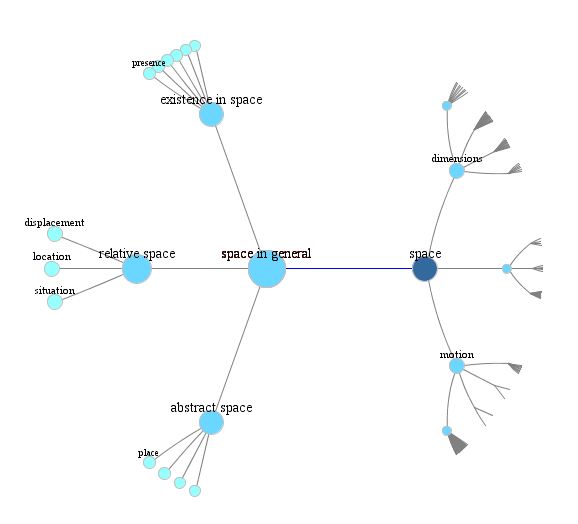 presence
existence in space
dimensions
displacement
location
situation
relative space
space in general
space
motion
abstract space
place